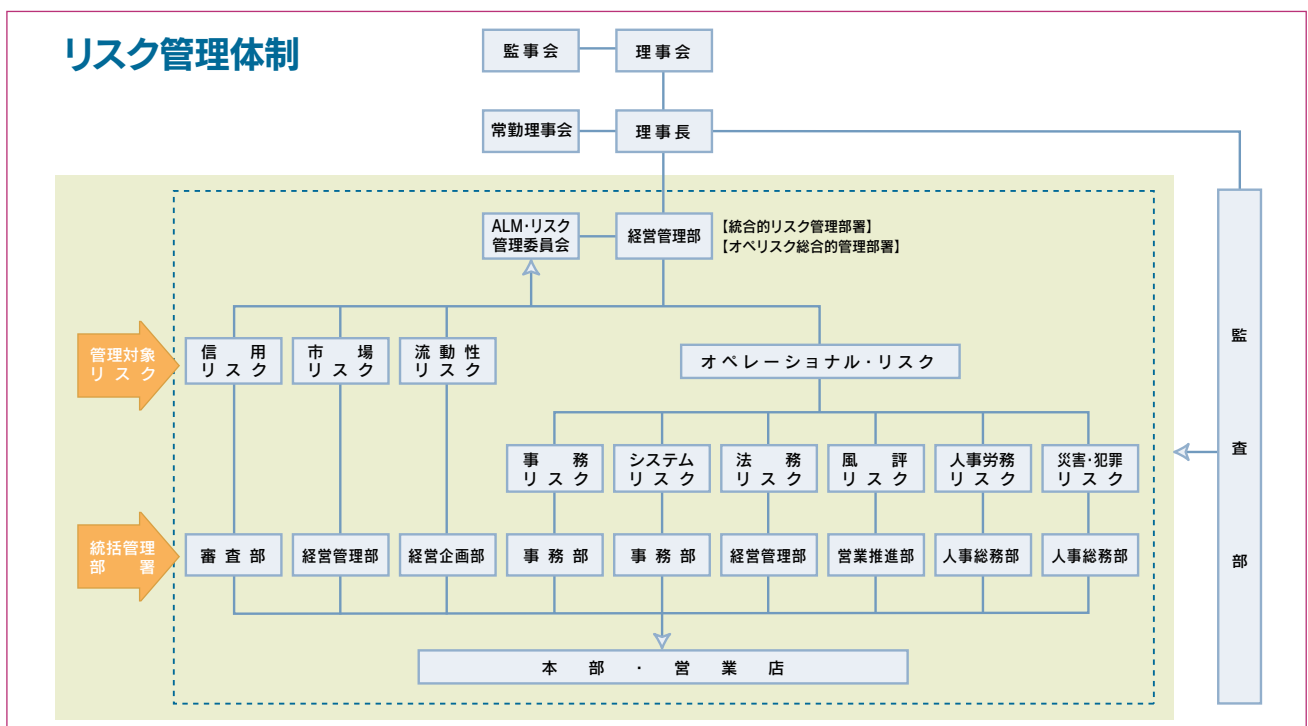 リスク管理体制
監事会
理事会
常勤理事会
理事長
ALM・リスク
管理委員会
経営管理部
【統合的リスク管理部署】
【オペリスク総合的管理部署】
管理対象
リスク
信用
リスク
市場
リスク
流動性
リスク
オペレーショナル・リスク
事務
リスク
システム
リスク
法務
リスク
風評
リスク
人事労務
リスク
災害・犯罪
リスク
統括管理
部署
審査部
経営管理部
経営企画部
事務部
事務部
経営管理部
営業推進部
人事総務部
人事総務部
本部・営業店
監査部